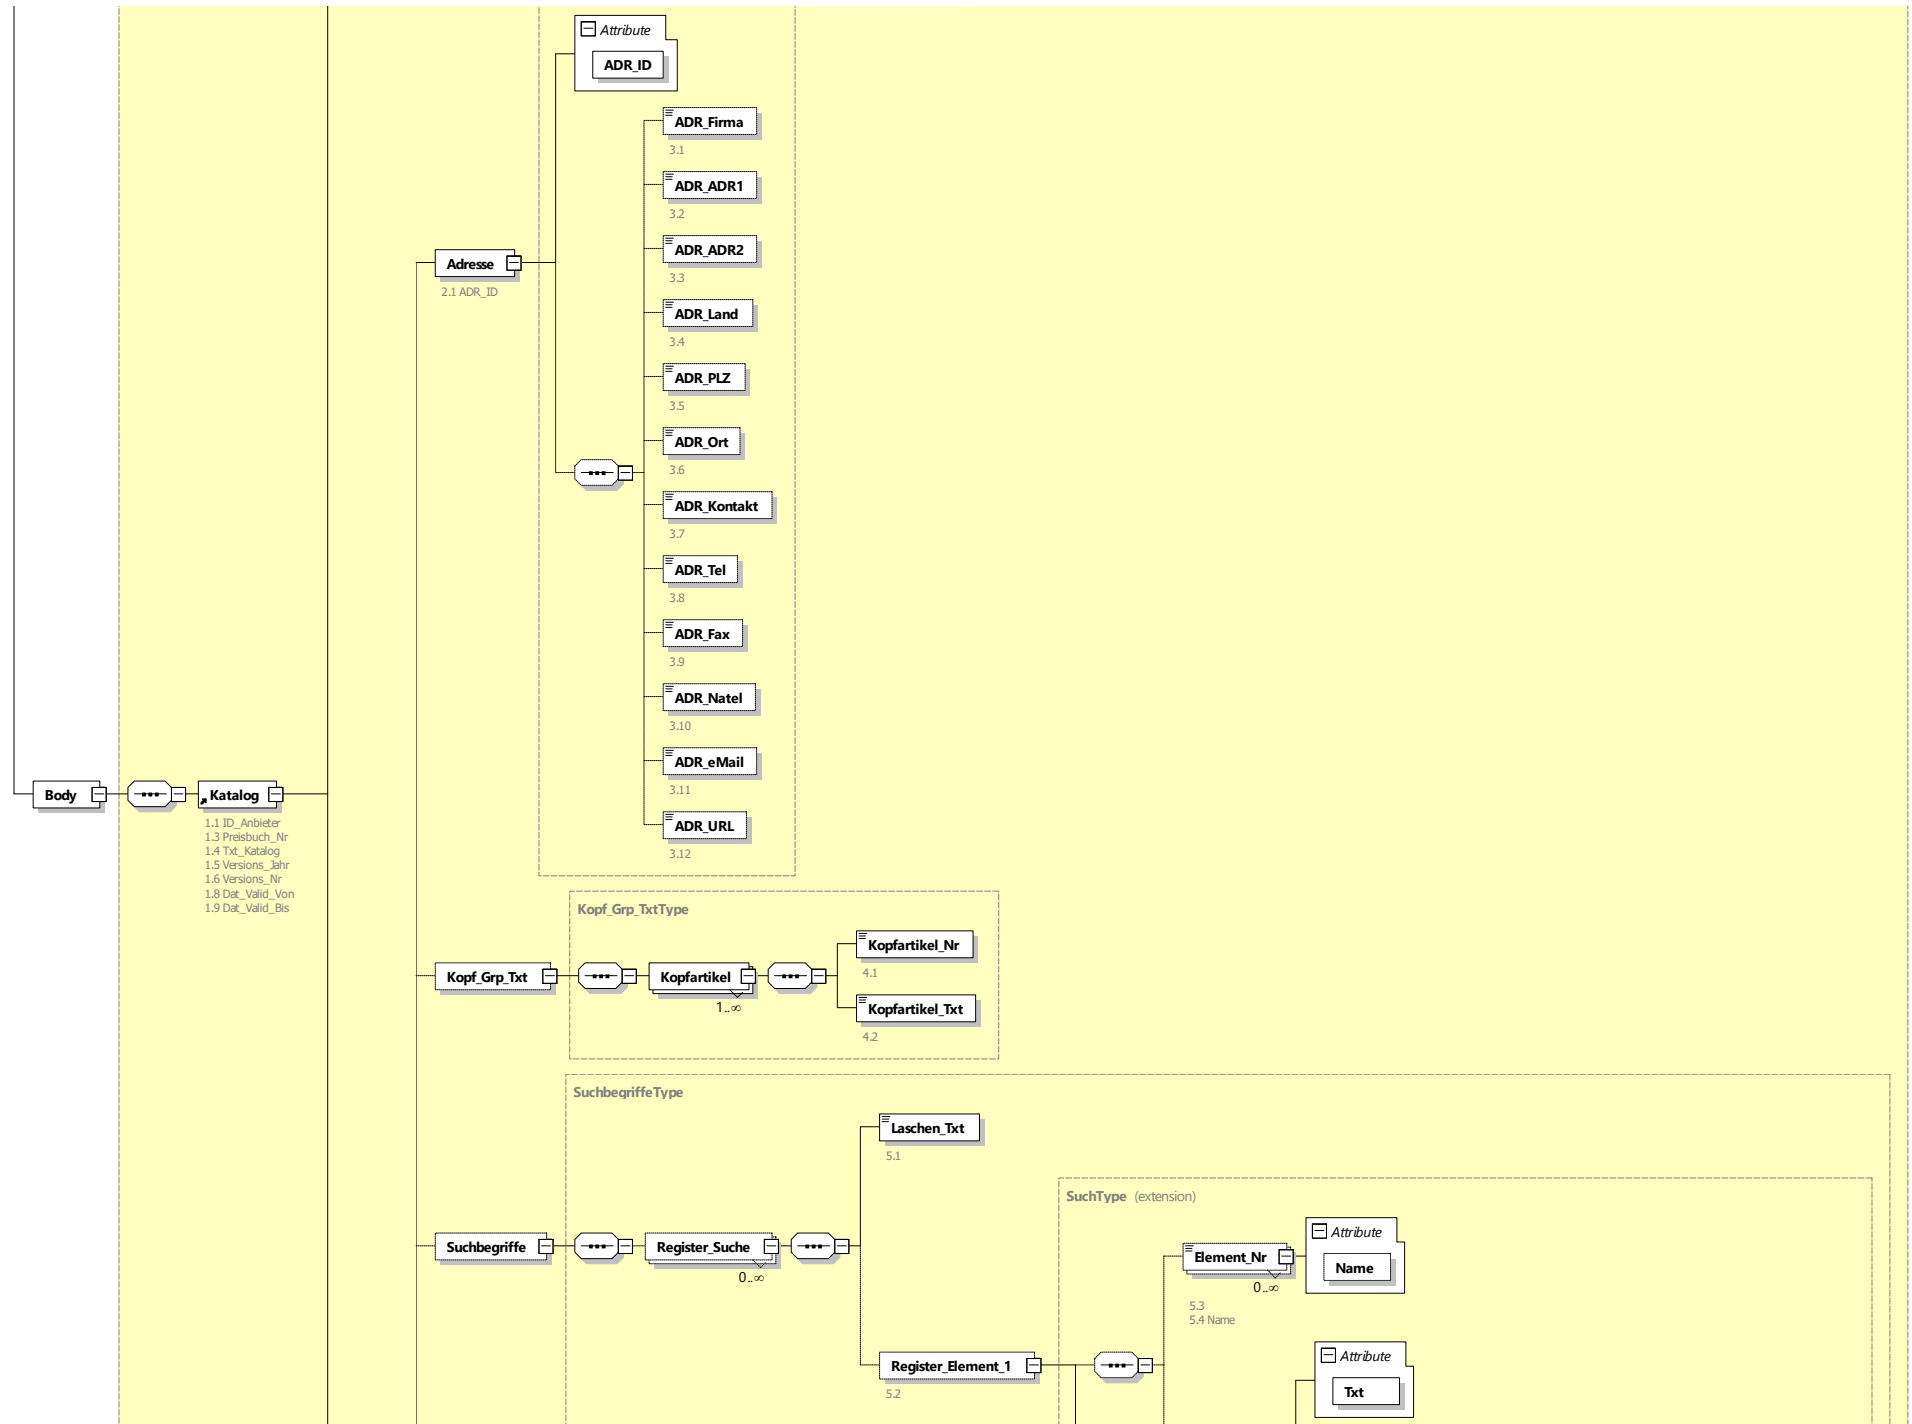 Attribute
ADR_ID
ADR_Firma
3.1
ADR_ADR1
3.2
ADR_ADR2
3.3
Adresse
2.1 ADR_ID
ADR_Land
3.4
ADR_PLZ
3.5
ADR_Ort
3.6
ADR_Kontakt
3.7
ADR_Tel
3.8
ADR_Fax
3.9
ADR_Natel
3.10
ADR_eMail
3.11
Body
Katalog
1.1 ID_Anbieter
1.3 Preisbuch_Nr
1.4 Txt_Katalog
1.5 Versions_Jahr
1.6 Versions_Nr
1.8 Dat_Valid_Von
1.9 Dat_Valid_Bis
ADR_URL
3.12
Kopf_Grp_TxtType
Kopf_Grp_Txt
Kopfartikel
1..∞
Kopfartikel_Nr
4.1
Kopfartikel_Txt
4.2
SuchbegriffeType
Laschen_Txt
5.1
SuchType (extension)
Suchbegriffe
Register_Suche
0..∞
Element_Nr
0..∞
5.3
5.4 Name
Attribute
Name
Register_Element_1
5.2
Attribute
Txt